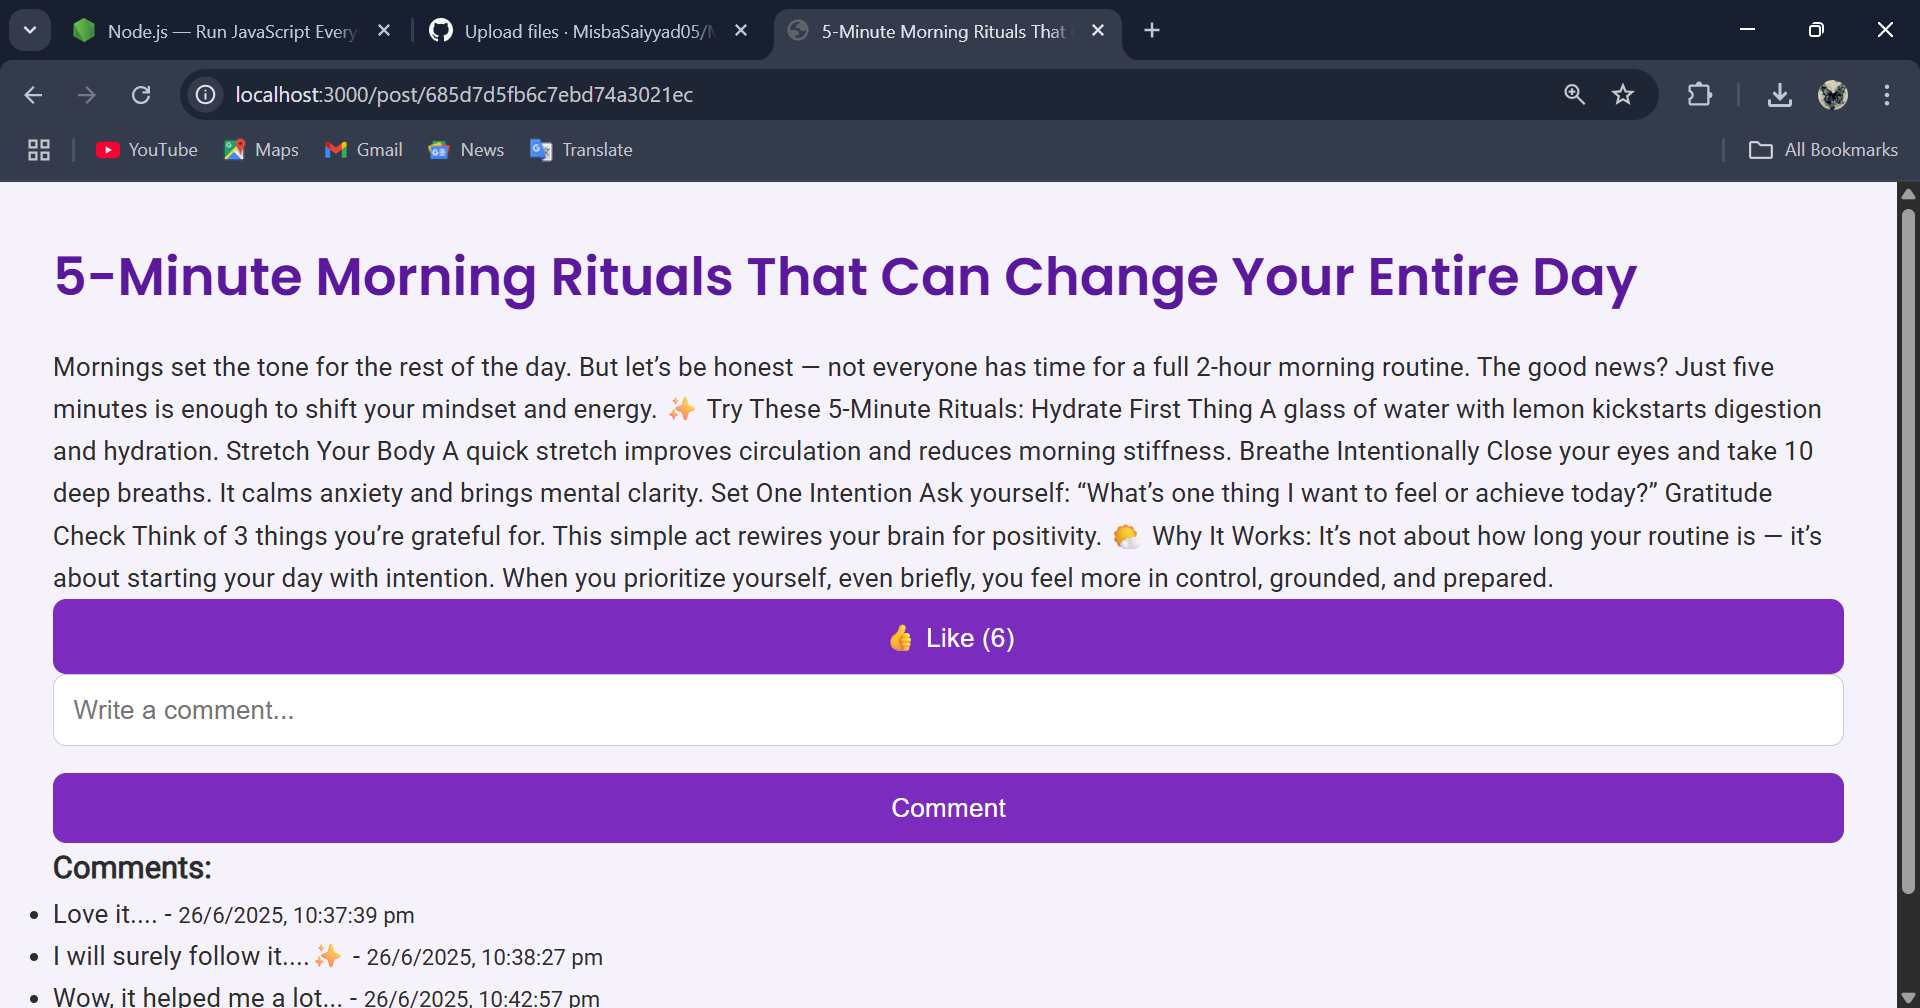 Node.js — Run JavaScript Every
Upload files · MisbaSaiyyad05/
5-Minute Morning Rituals That
localhost:3000/post/685d7d5fb6c7ebd74a3021ec
YouTube
Maps
Gmail
News
Translate
All Bookmarks
5-Minute Morning Rituals That Can Change Your Entire Day
Mornings set the tone for the rest of the day. But let’s be honest — not everyone has time for a full 2-hour morning routine. The good news? Just five
minutes is enough to shift your mindset and energy. ✨ Try These 5-Minute Rituals: Hydrate First Thing A glass of water with lemon kickstarts digestion
and hydration. Stretch Your Body A quick stretch improves circulation and reduces morning stiffness. Breathe Intentionally Close your eyes and take 10
deep breaths. It calms anxiety and brings mental clarity. Set One Intention Ask yourself: “What’s one thing I want to feel or achieve today?” Gratitude
Check Think of 3 things you’re grateful for. This simple act rewires your brain for positivity. 🌤️ Why It Works: It’s not about how long your routine is — it’s
about starting your day with intention. When you prioritize yourself, even briefly, you feel more in control, grounded, and prepared.
👍 Like (6)
Write a comment...
Comment
Comments:
• Love it.... - 26/6/2025, 10:37:39 pm
• I will surely follow it....✨ - 26/6/2025, 10:38:27 pm
• Wow, it helped me a lot... - 26/6/2025, 10:42:57 pm